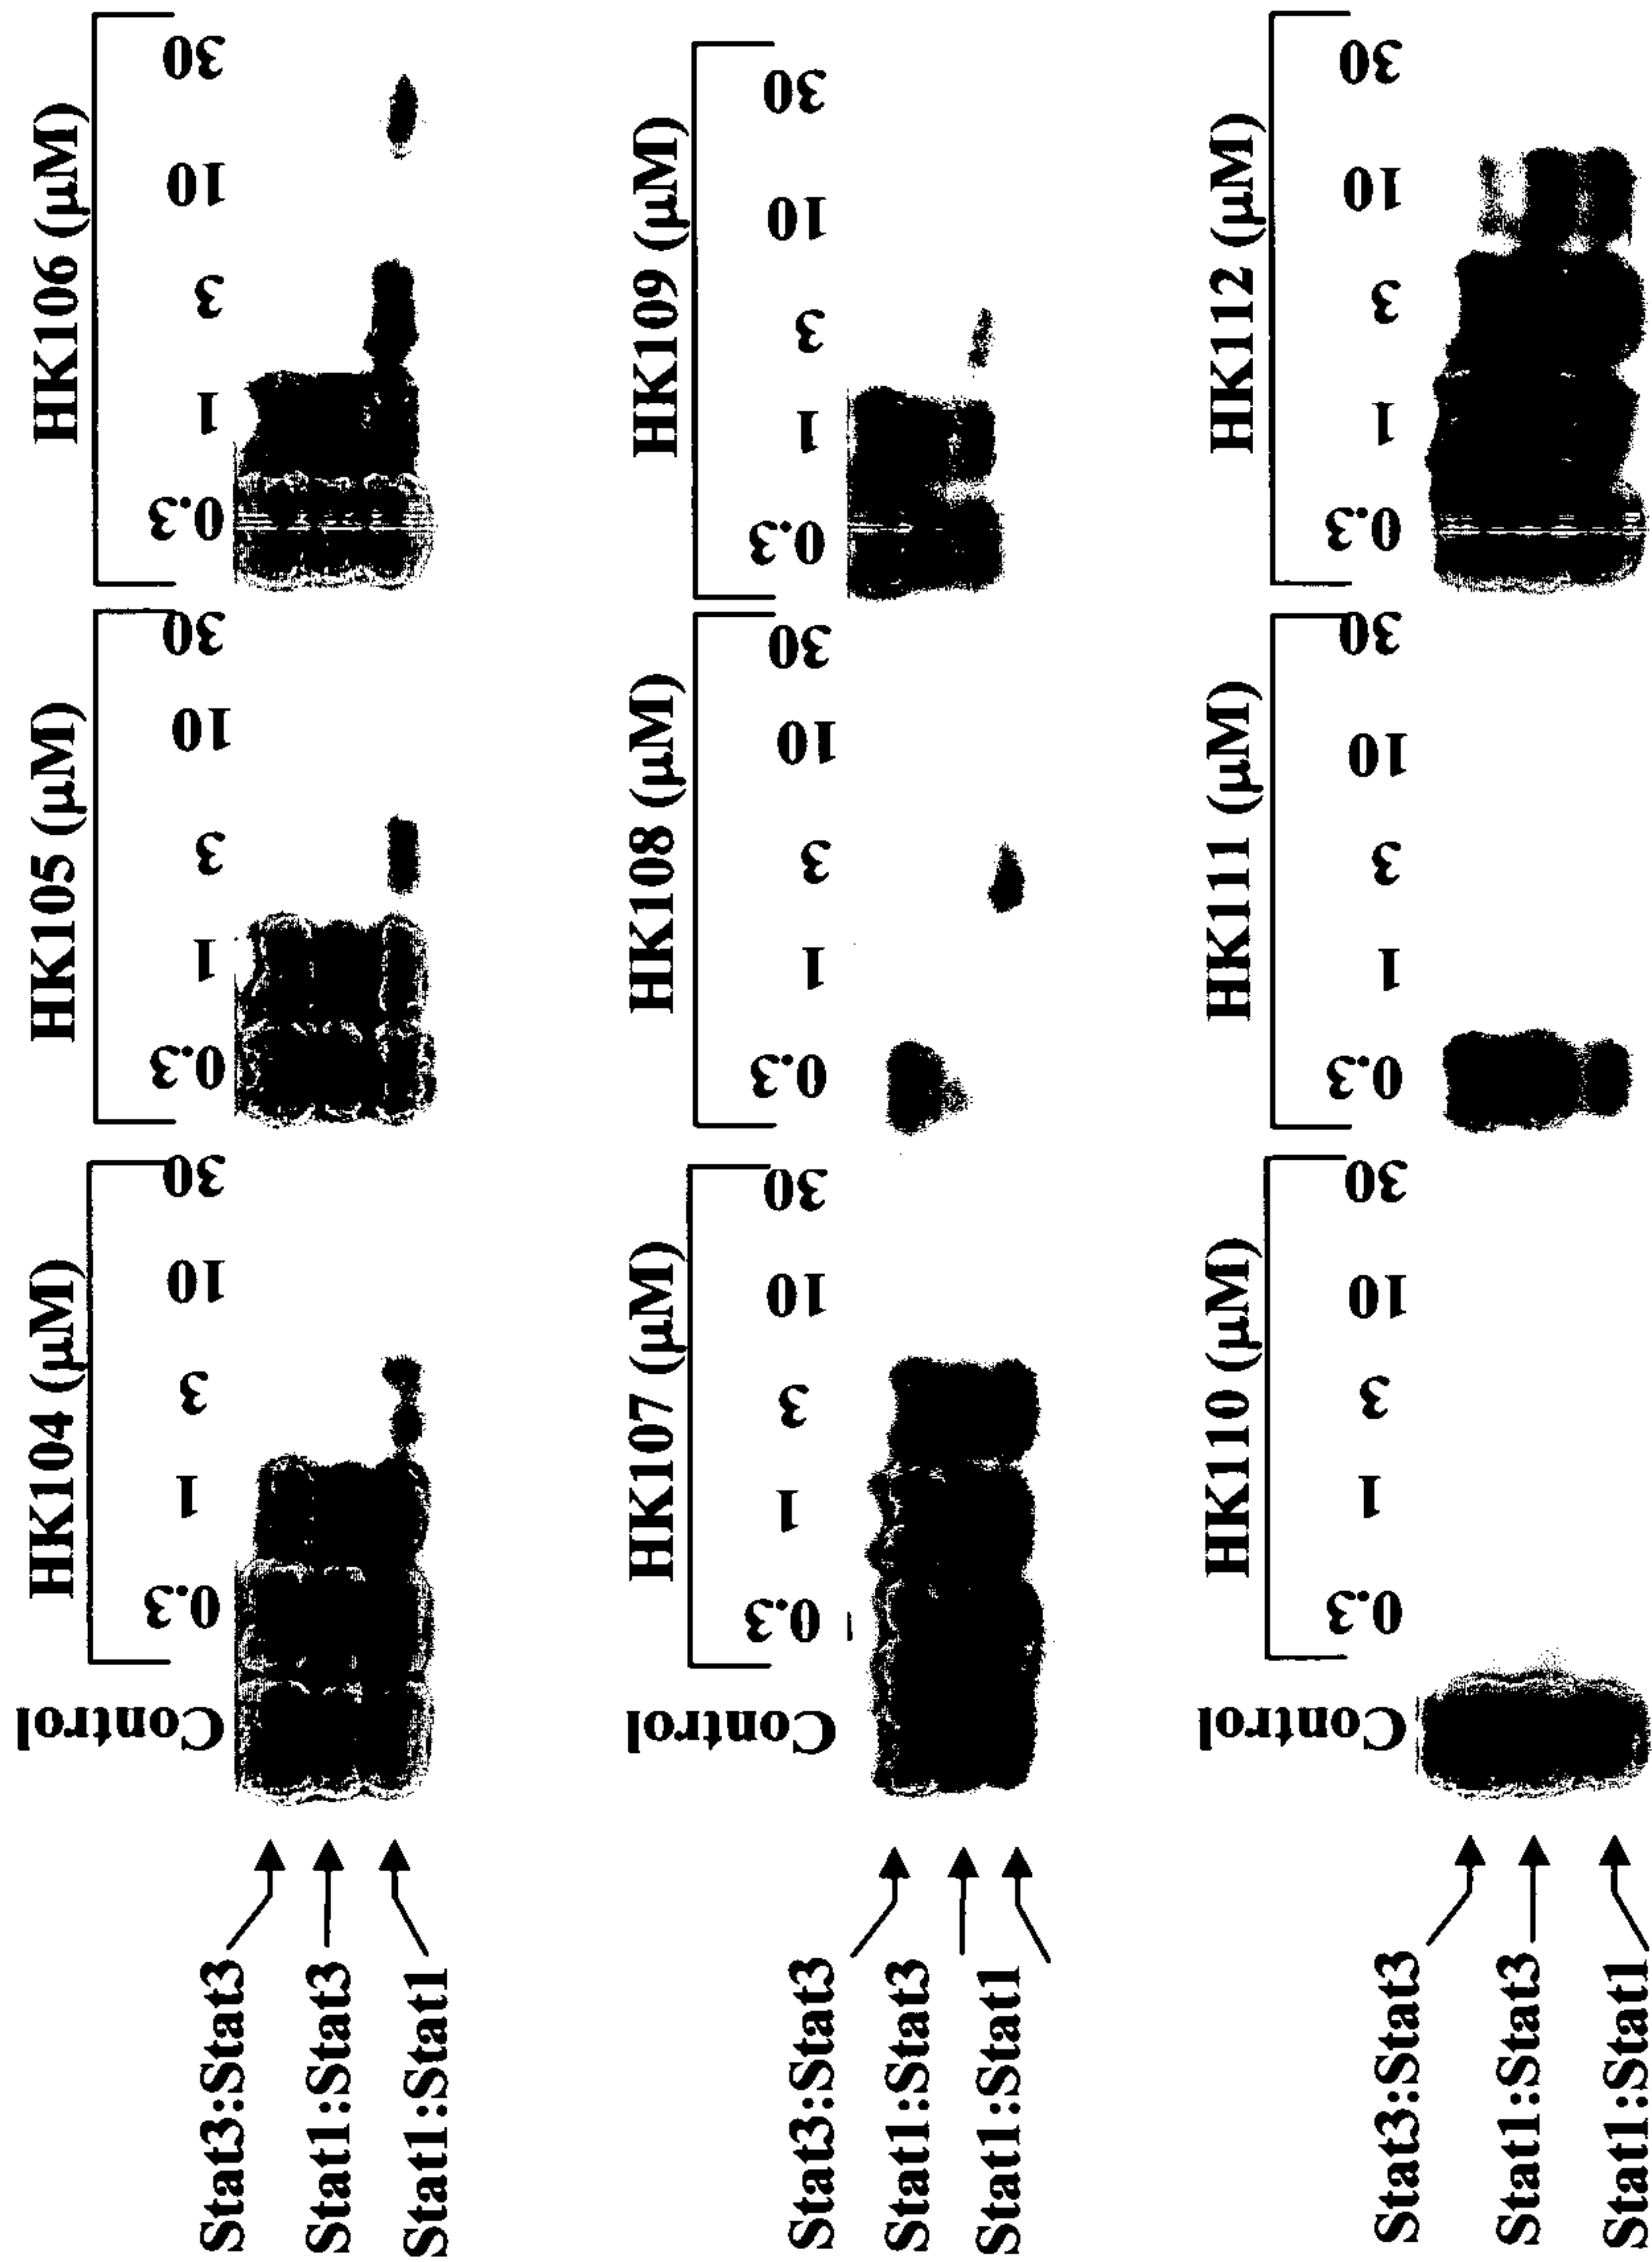 HK104 (µM) HK105 (µM) HK106 (µM)
Control 0.3 1 3 10 30 0.3 1 3 10 30 0.3 1 3 10 30
Stat3::Stat3
Stat1::Stat3
Stat1::Stat1
HK107 (µM) HK108 (µM) HK109 (µM)
Control 0.3 1 3 10 30 0.3 1 3 10 30 0.3 1 3 10 30
Stat3::Stat3
Stat1::Stat3
Stat1::Stat1
HK110 (µM) HK111 (µM) HK112 (µM)
Control 0.3 1 3 10 30 0.3 1 3 10 30 0.3 1 3 10 30
Stat3::Stat3
Stat1::Stat3
Stat1::Stat1